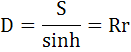 D = S / sinh = Rr